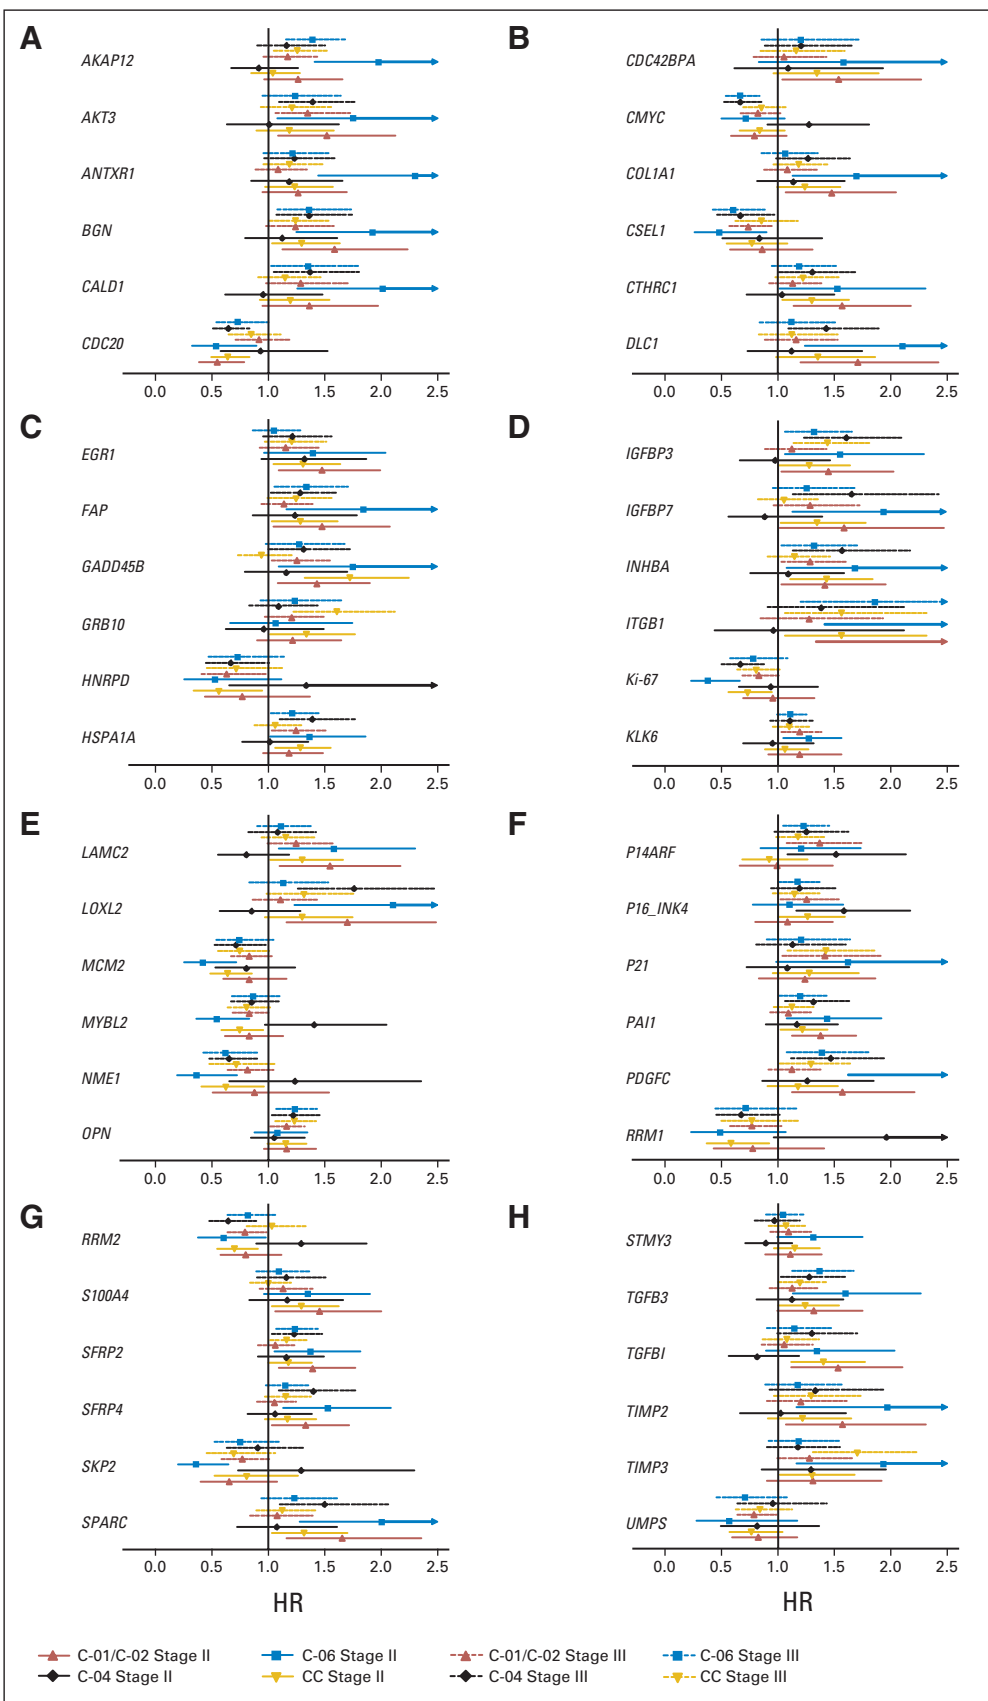 A
AKAP12
AKT3
ANTXR1
BGN
CALD1
CDC20
0.0 0.5 1.0 1.5 2.0 2.5
B
CDC42BPA
CMYC
COL1A1
CSEL1
CTHRC1
DLC1
0.0 0.5 1.0 1.5 2.0 2.5
C
EGR1
FAP
GADD45B
GRB10
HNRPD
HSPA1A
0.0 0.5 1.0 1.5 2.0 2.5
D
IGFBP3
IGFBP7
INHBA
ITGB1
Ki-67
KLK6
0.0 0.5 1.0 1.5 2.0 2.5
E
LAMC2
LOXL2
MCM2
MYBL2
NME1
OPN
0.0 0.5 1.0 1.5 2.0 2.5
F
P14ARF
P16_INK4
P21
PAI1
PDGFC
RRM1
0.0 0.5 1.0 1.5 2.0 2.5
G
RRM2
S100A4
SFRP2
SFRP4
SKP2
SPARC
0.0 0.5 1.0 1.5 2.0 2.5
HR
H
STMY3
TGFB3
TGFBI
TIMP2
TIMP3
UMPS
0.0 0.5 1.0 1.5 2.0 2.5
HR
C-01/C-02 Stage II C-06 Stage II C-01/C-02 Stage III C-06 Stage III
C-04 Stage II CC Stage II C-04 Stage III CC Stage III